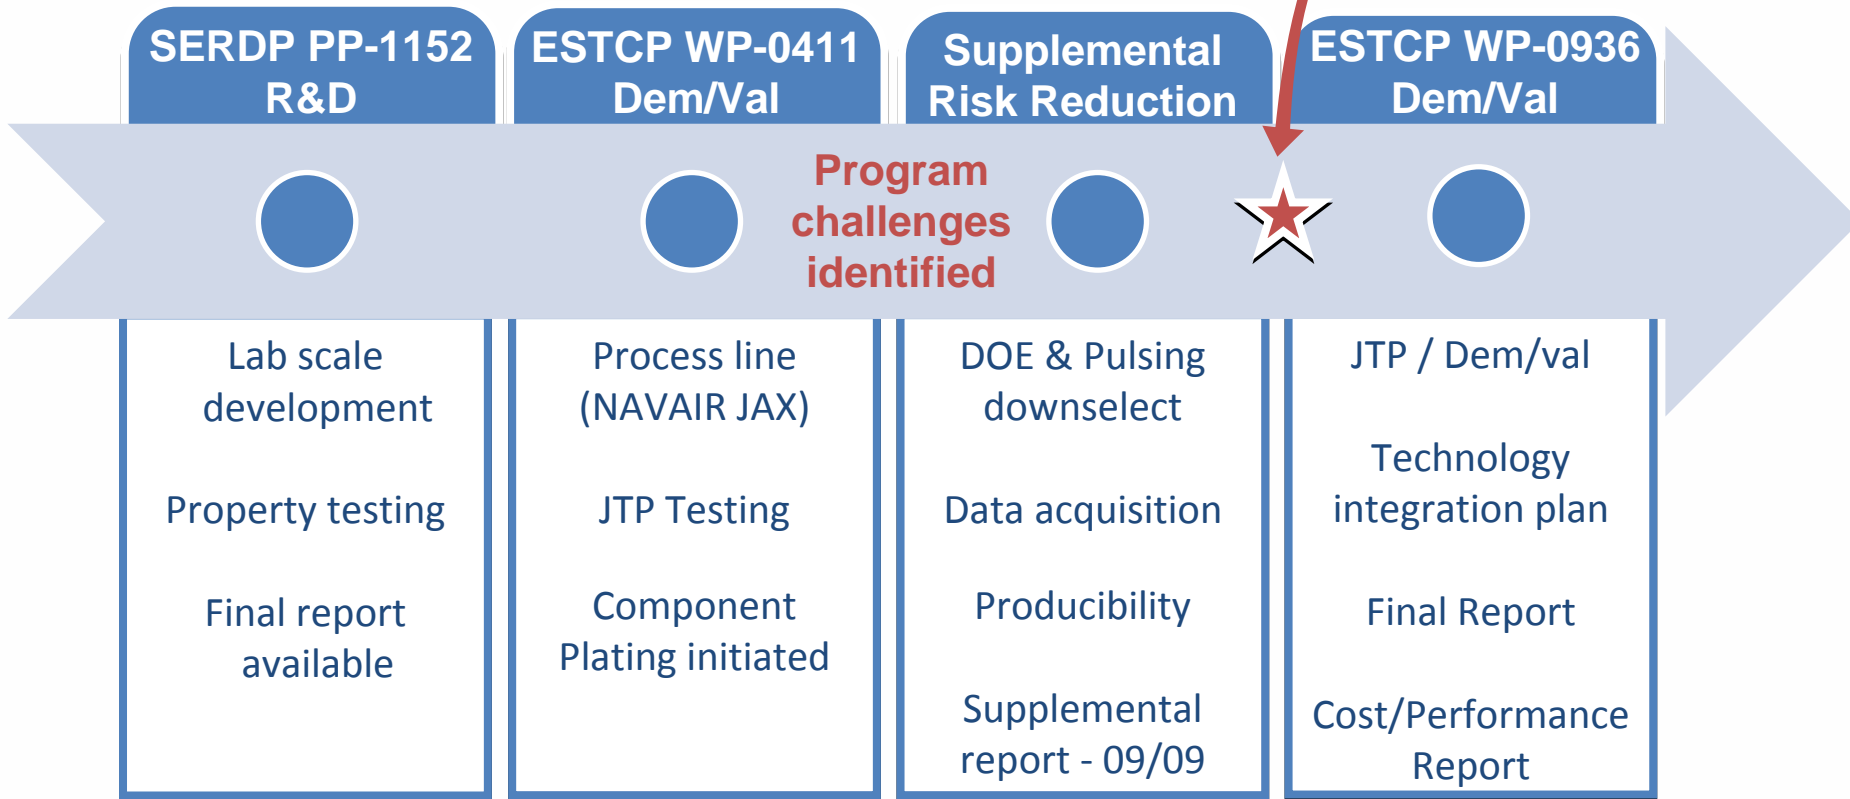 SERDP PP-1152
R&D
ESTCP WP-0411
Dem/Val
Supplemental
Risk Reduction
ESTCP WP-0936
Dem/Val
Program
challenges
identified
Lab scale
development
Property testing
Final report
available
Process line
(NAVAIR JAX)
JTP Testing
Component
Plating initiated
DOE & Pulsing
downselect
Data acquisition
Producibility
Supplemental
report - 09/09
JTP / Dem/val
Technology
integration plan
Final Report
Cost/Performance
Report